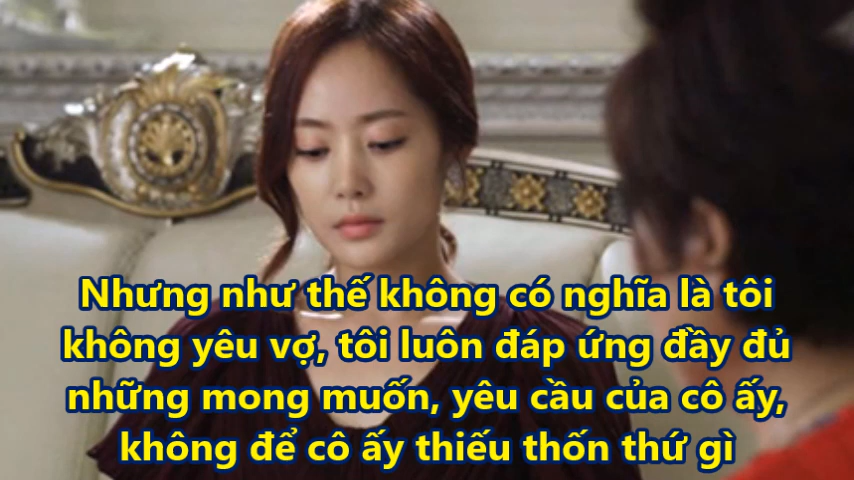 Nhưng như thế không có nghĩa là tôi
không yêu vợ, tôi luôn đáp ứng đầy đủ
những mong muốn, yêu cầu của cô ấy,
không để cô ấy thiếu thốn thứ gì